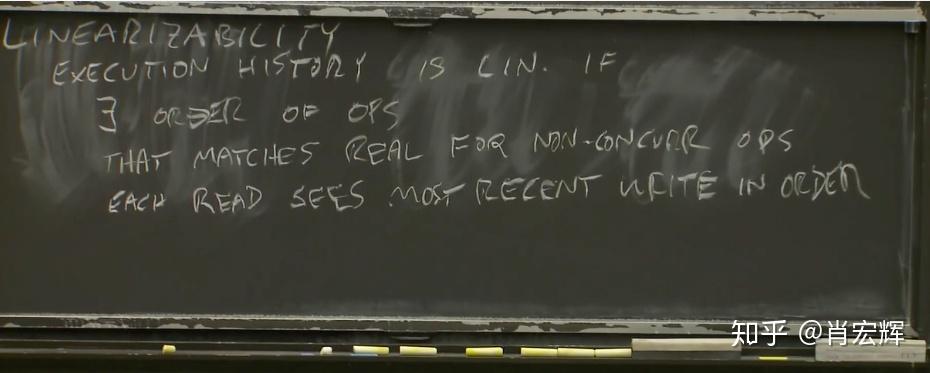 LINEARIZABILITY
EXECUTION HISTORY IS LIN. IF
∃ ORDER OF OPS
THAT MATCHES REAL FOR NON-CONCURR OPS
EACH READ SEES MOST RECENT WRITE IN ORDER
知乎 @肖宏辉